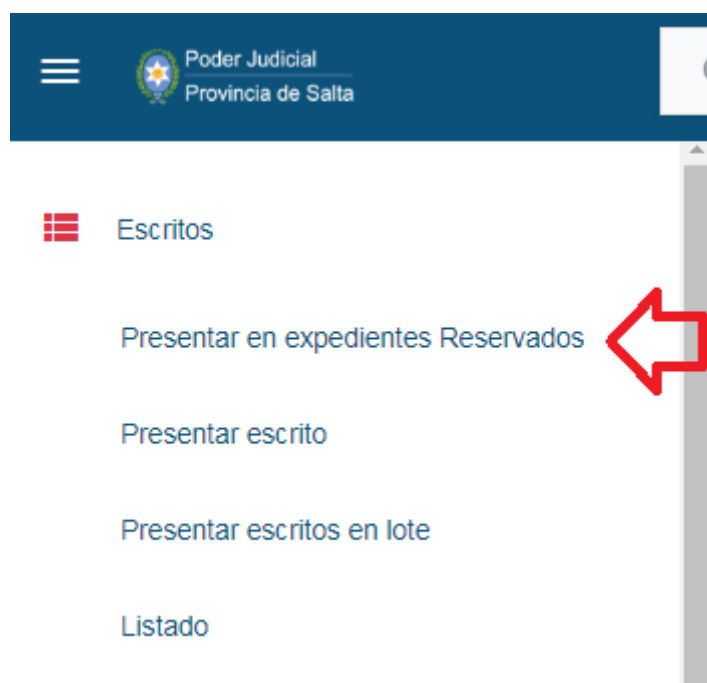 Poder Judicial
Provincia de Salta
Escritos
Presentar en expedientes Reservados
Presentar escrito
Presentar escritos en lote
Listado